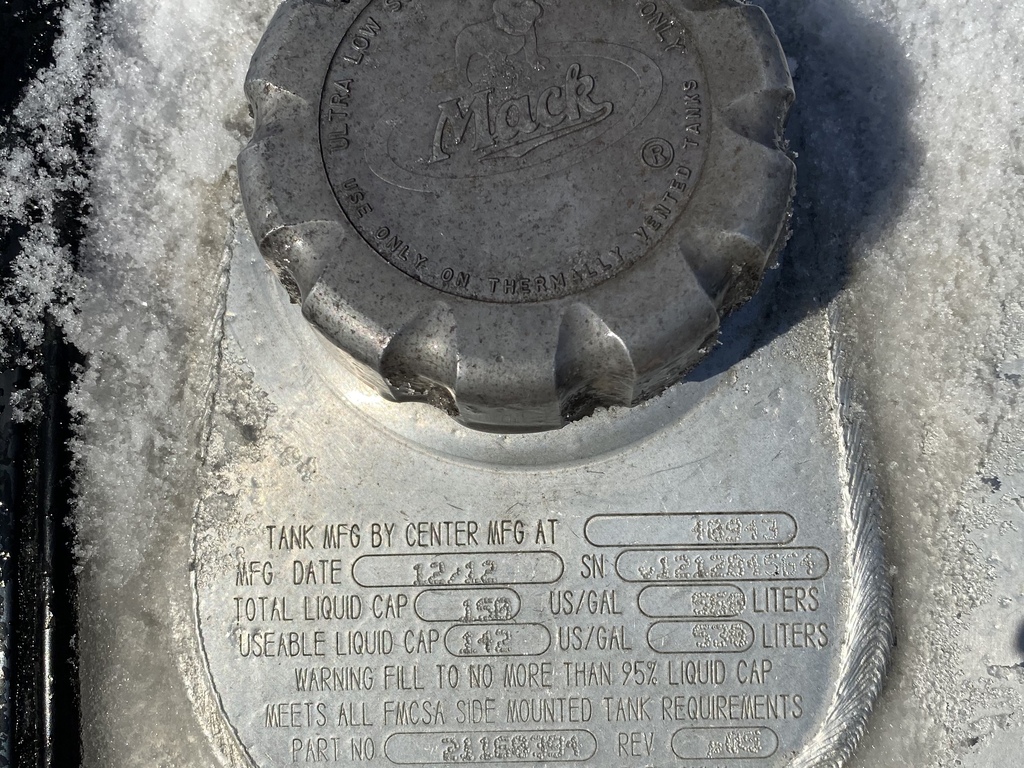 ULTRA LOW S
ONLY
Mack
®
USE ONLY ON THERMALLY VENTED TANKS
TANK MFG BY CENTER MFG AT
MFG DATE 12/12 SN
TOTAL LIQUID CAP 150 US/GAL LITERS
USEABLE LIQUID CAP 142 US/GAL LITERS
WARNING FILL TO NO MORE THAN 95% LIQUID CAP
MEETS ALL FMCSA SIDE MOUNTED TANK REQUIREMENTS
PART NO 21168394 REV